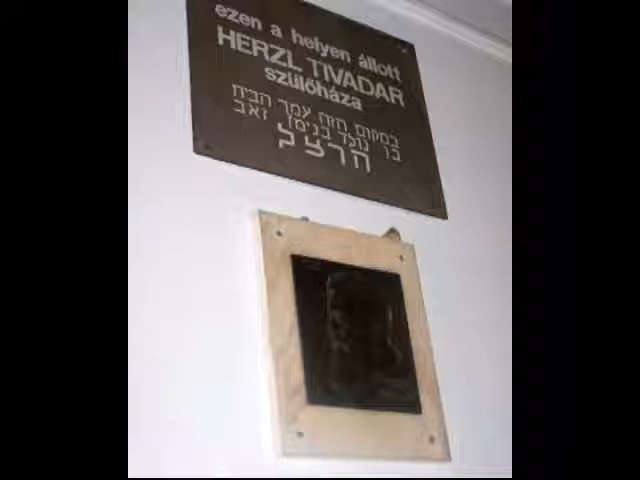 ezen a helyen állott
HERZL TIVADAR
szülőháza
במקום הזה עמד הבית
בו נולד בנימין זאב
הרצל